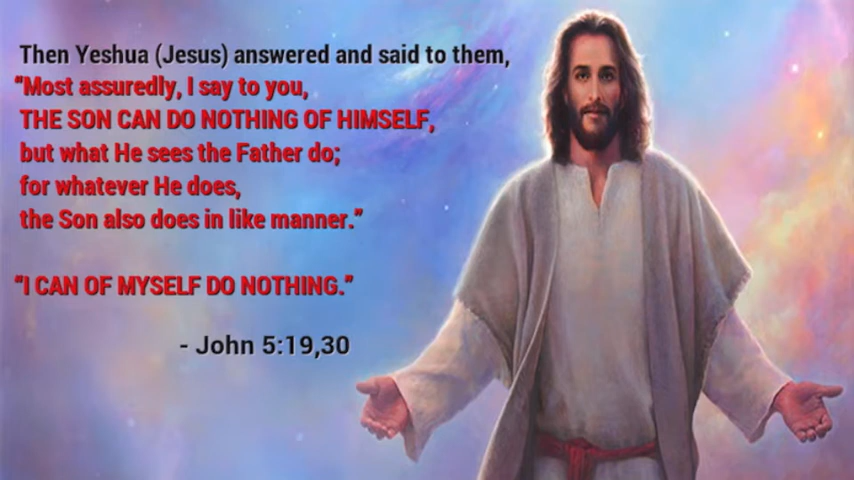 Then Yeshua (Jesus) answered and said to them,
“Most assuredly, I say to you,
THE SON CAN DO NOTHING OF HIMSELF,
but what He sees the Father do;
for whatever He does,
the Son also does in like manner.”
“I CAN OF MYSELF DO NOTHING.”
- John 5:19,30